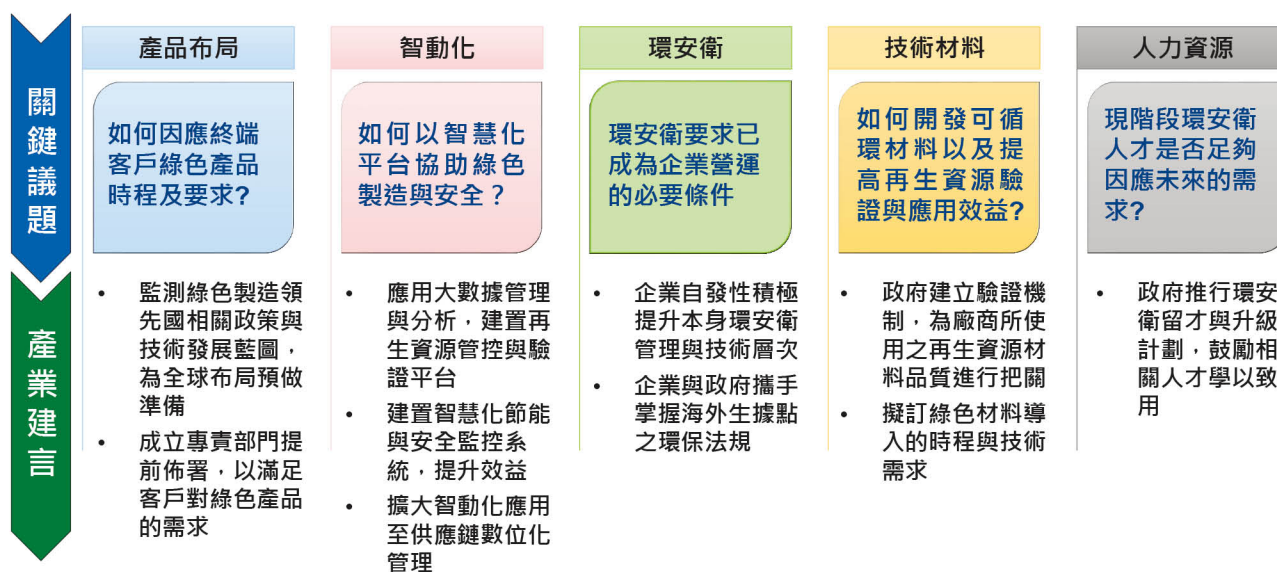 關鍵議題
產品布局
如何因應終端
客戶綠色產品
時程及要求?
智動化
如何以智慧化
平台協助綠色
製造與安全？
環安衛
環安衛要求已
成為企業營運
的必要條件
技術材料
如何開發可循
環材料以及提
高再生資源驗
證與應用效益?
人力資源
現階段環安衛
人才是否足夠
因應未來的需
求?
產業建言
• 監測綠色製造領
先國相關政策與
技術發展藍圖，
為全球布局預做
準備
• 成立專責部門提
前佈署，以滿足
客戶對綠色產品
的需求
• 應用大數據管理
與分析，建置再
生資源管控與驗
證平台
• 建置智慧化節能
與安全監控系
統，提升效益
• 擴大智動化應用
至供應鏈數位化
管理
• 企業自發性積極
提升本身環安衛
管理與技術層次
• 企業與政府攜手
掌握海外生據點
之環保法規
• 政府建立驗證機
制，為廠商所使
用之再生資源材
料品質進行把關
• 擬訂綠色材料導
入的時程與技術
需求
• 政府推行環安
衛留才與升級
計劃，鼓勵相
關人才學以致
用